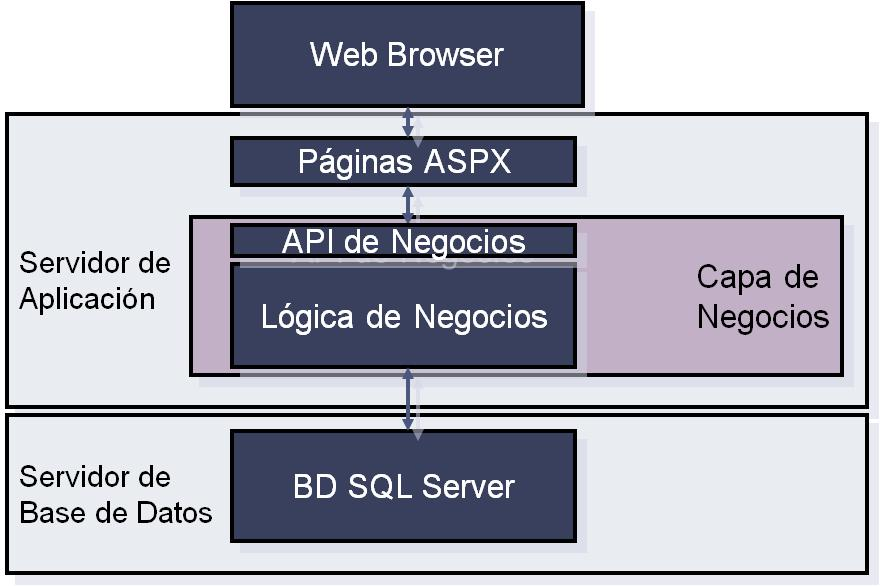 Web Browser
Páginas ASPX
API de Negocios
Servidor de
Aplicación
Lógica de Negocios
Capa de
Negocios
Servidor de
Base de Datos
BD SQL Server